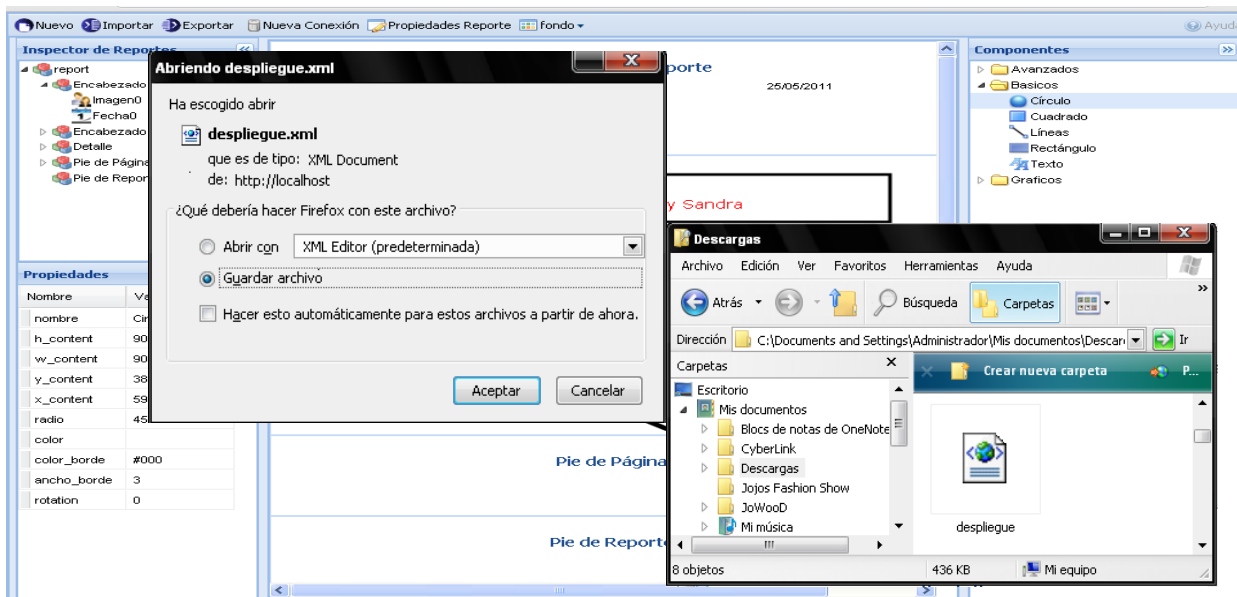 Nuevo Importar Exportar Nueva Conexión Propiedades Reporte fondo
Inspector de Reportes
report
Encabezado
Imagen0
Fecha0
Encabezado
Detalle
Pie de Página
Pie de Repor
Propiedades
Nombre
nombre Cir
h_content 90
w_content 90
y_content 38
x_content 59
radio 45
color
color_borde #000
ancho_borde 3
rotation 0
porte
25/05/2011
y Sandra
Pie de Página
Pie de Report
Abriendo despliegue.xml
Ha escogido abrir
despliegue.xml
que es de tipo: XML Document
de: http://localhost
¿Qué debería hacer Firefox con este archivo?
Abrir con XML Editor (predeterminada)
Guardar archivo
Hacer esto automáticamente para estos archivos a partir de ahora.
Aceptar Cancelar
Ayuda
Componentes
Avanzados
Basicos
Círculo
Cuadrado
Líneas
Rectángulo
Texto
Graficos
Descargas
Archivo Edición Ver Favoritos Herramientas Ayuda
Atrás Búsqueda Carpetas
Dirección C:\Documents and Settings\Administrador\Mis documentos\Descar Ir
Carpetas X
Crear nueva carpeta P...
Escritorio
Mis documentos
Blocs de notas de OneNote
CyberLink
Descargas
Jojos Fashion Show
JoWooD
Mi música
despliegue
8 objetos 436 KB Mi equipo